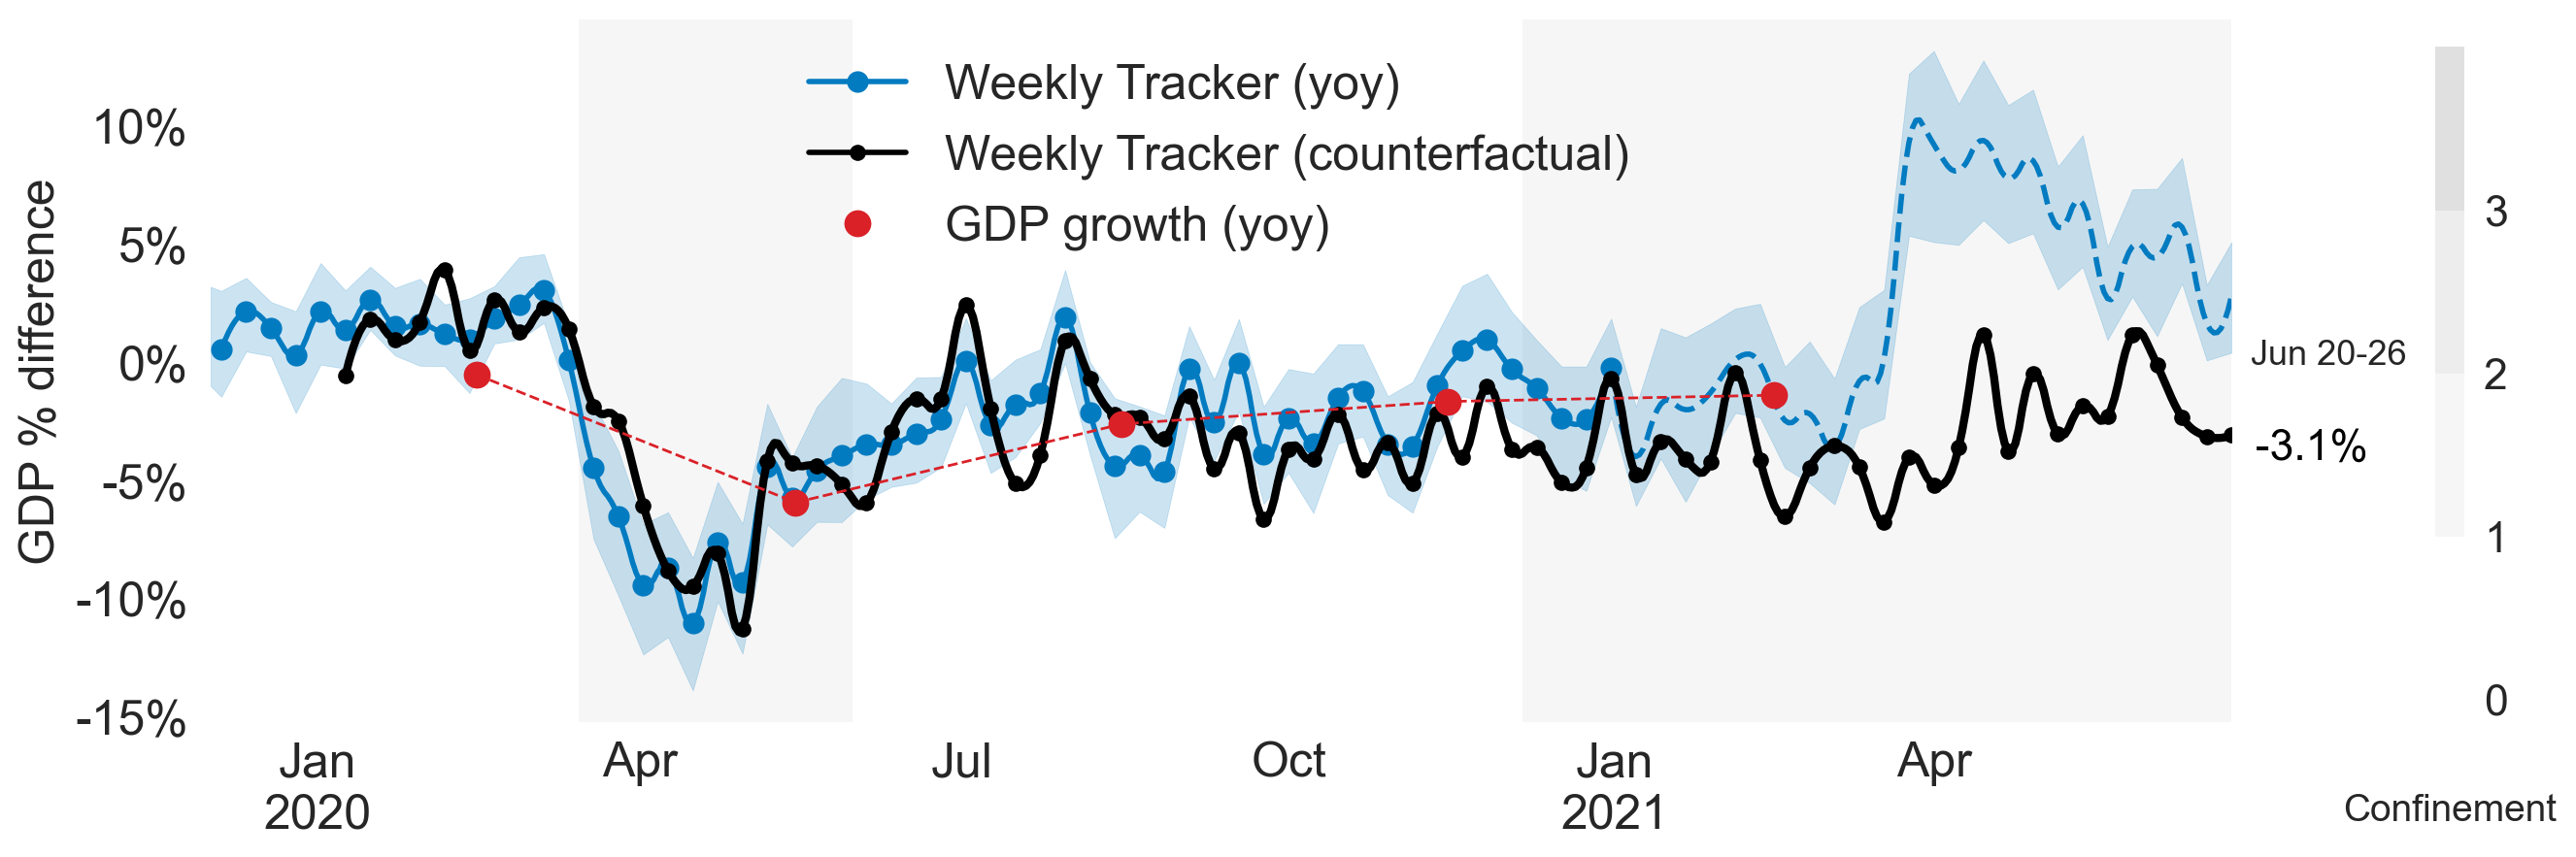 Weekly Tracker (yoy)
Weekly Tracker (counterfactual)
GDP growth (yoy)
GDP % difference
10%
5%
0%
-5%
-10%
-15%
Jan
2020
Apr
Jul
Oct
Jan
2021
Apr
Jun 20-26
-3.1%
3
2
1
0
Confinement